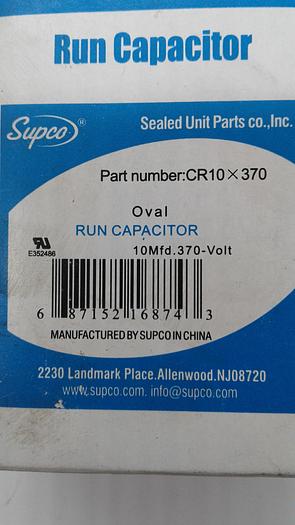 Run Capacitor
Supco®
Sealed Unit Parts co.,Inc.
Part number:CR10×370
Oval
RUN CAPACITOR
E352486
10Mfd.370-Volt
6 87152 16874 3
MANUFACTURED BY SUPCO IN CHINA
2230 Landmark Place.Allenwood.NJ08720
www.supco.com. info@supco.com